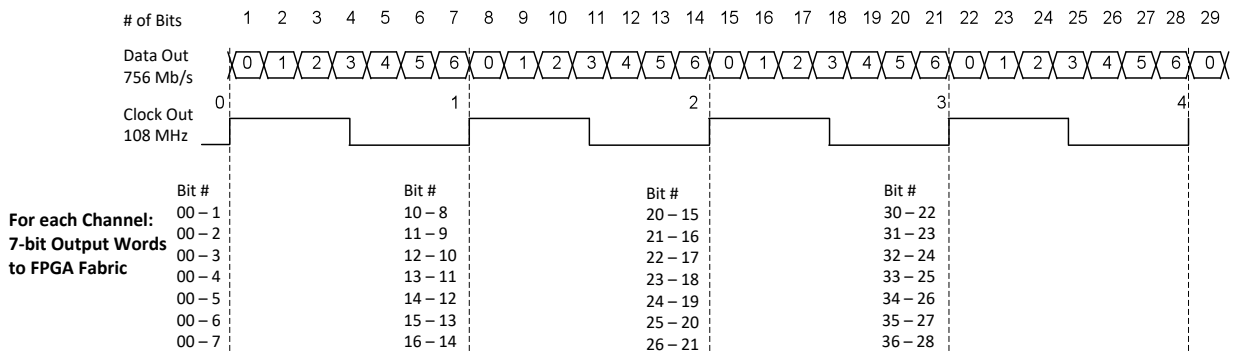 # of Bits 1 2 3 4 5 6 7 8 9 10 11 12 13 14 15 16 17 18 19 20 21 22 23 24 25 26 27 28 29
Data Out
756 Mb/s
0 1 2 3 4 5 6 0 1 2 3 4 5 6 0 1 2 3 4 5 6 0 1 2 3 4 5 6 0
0 1 2 3 4
Clock Out
108 MHz
For each Channel:
7-bit Output Words
to FPGA Fabric
Bit #
00 – 1
00 – 2
00 – 3
00 – 4
00 – 5
00 – 6
00 – 7
Bit #
10 – 8
11 – 9
12 – 10
13 – 11
14 – 12
15 – 13
16 – 14
Bit #
20 – 15
21 – 16
22 – 17
23 – 18
24 – 19
25 – 20
26 – 21
Bit #
30 – 22
31 – 23
32 – 24
33 – 25
34 – 26
35 – 27
36 – 28